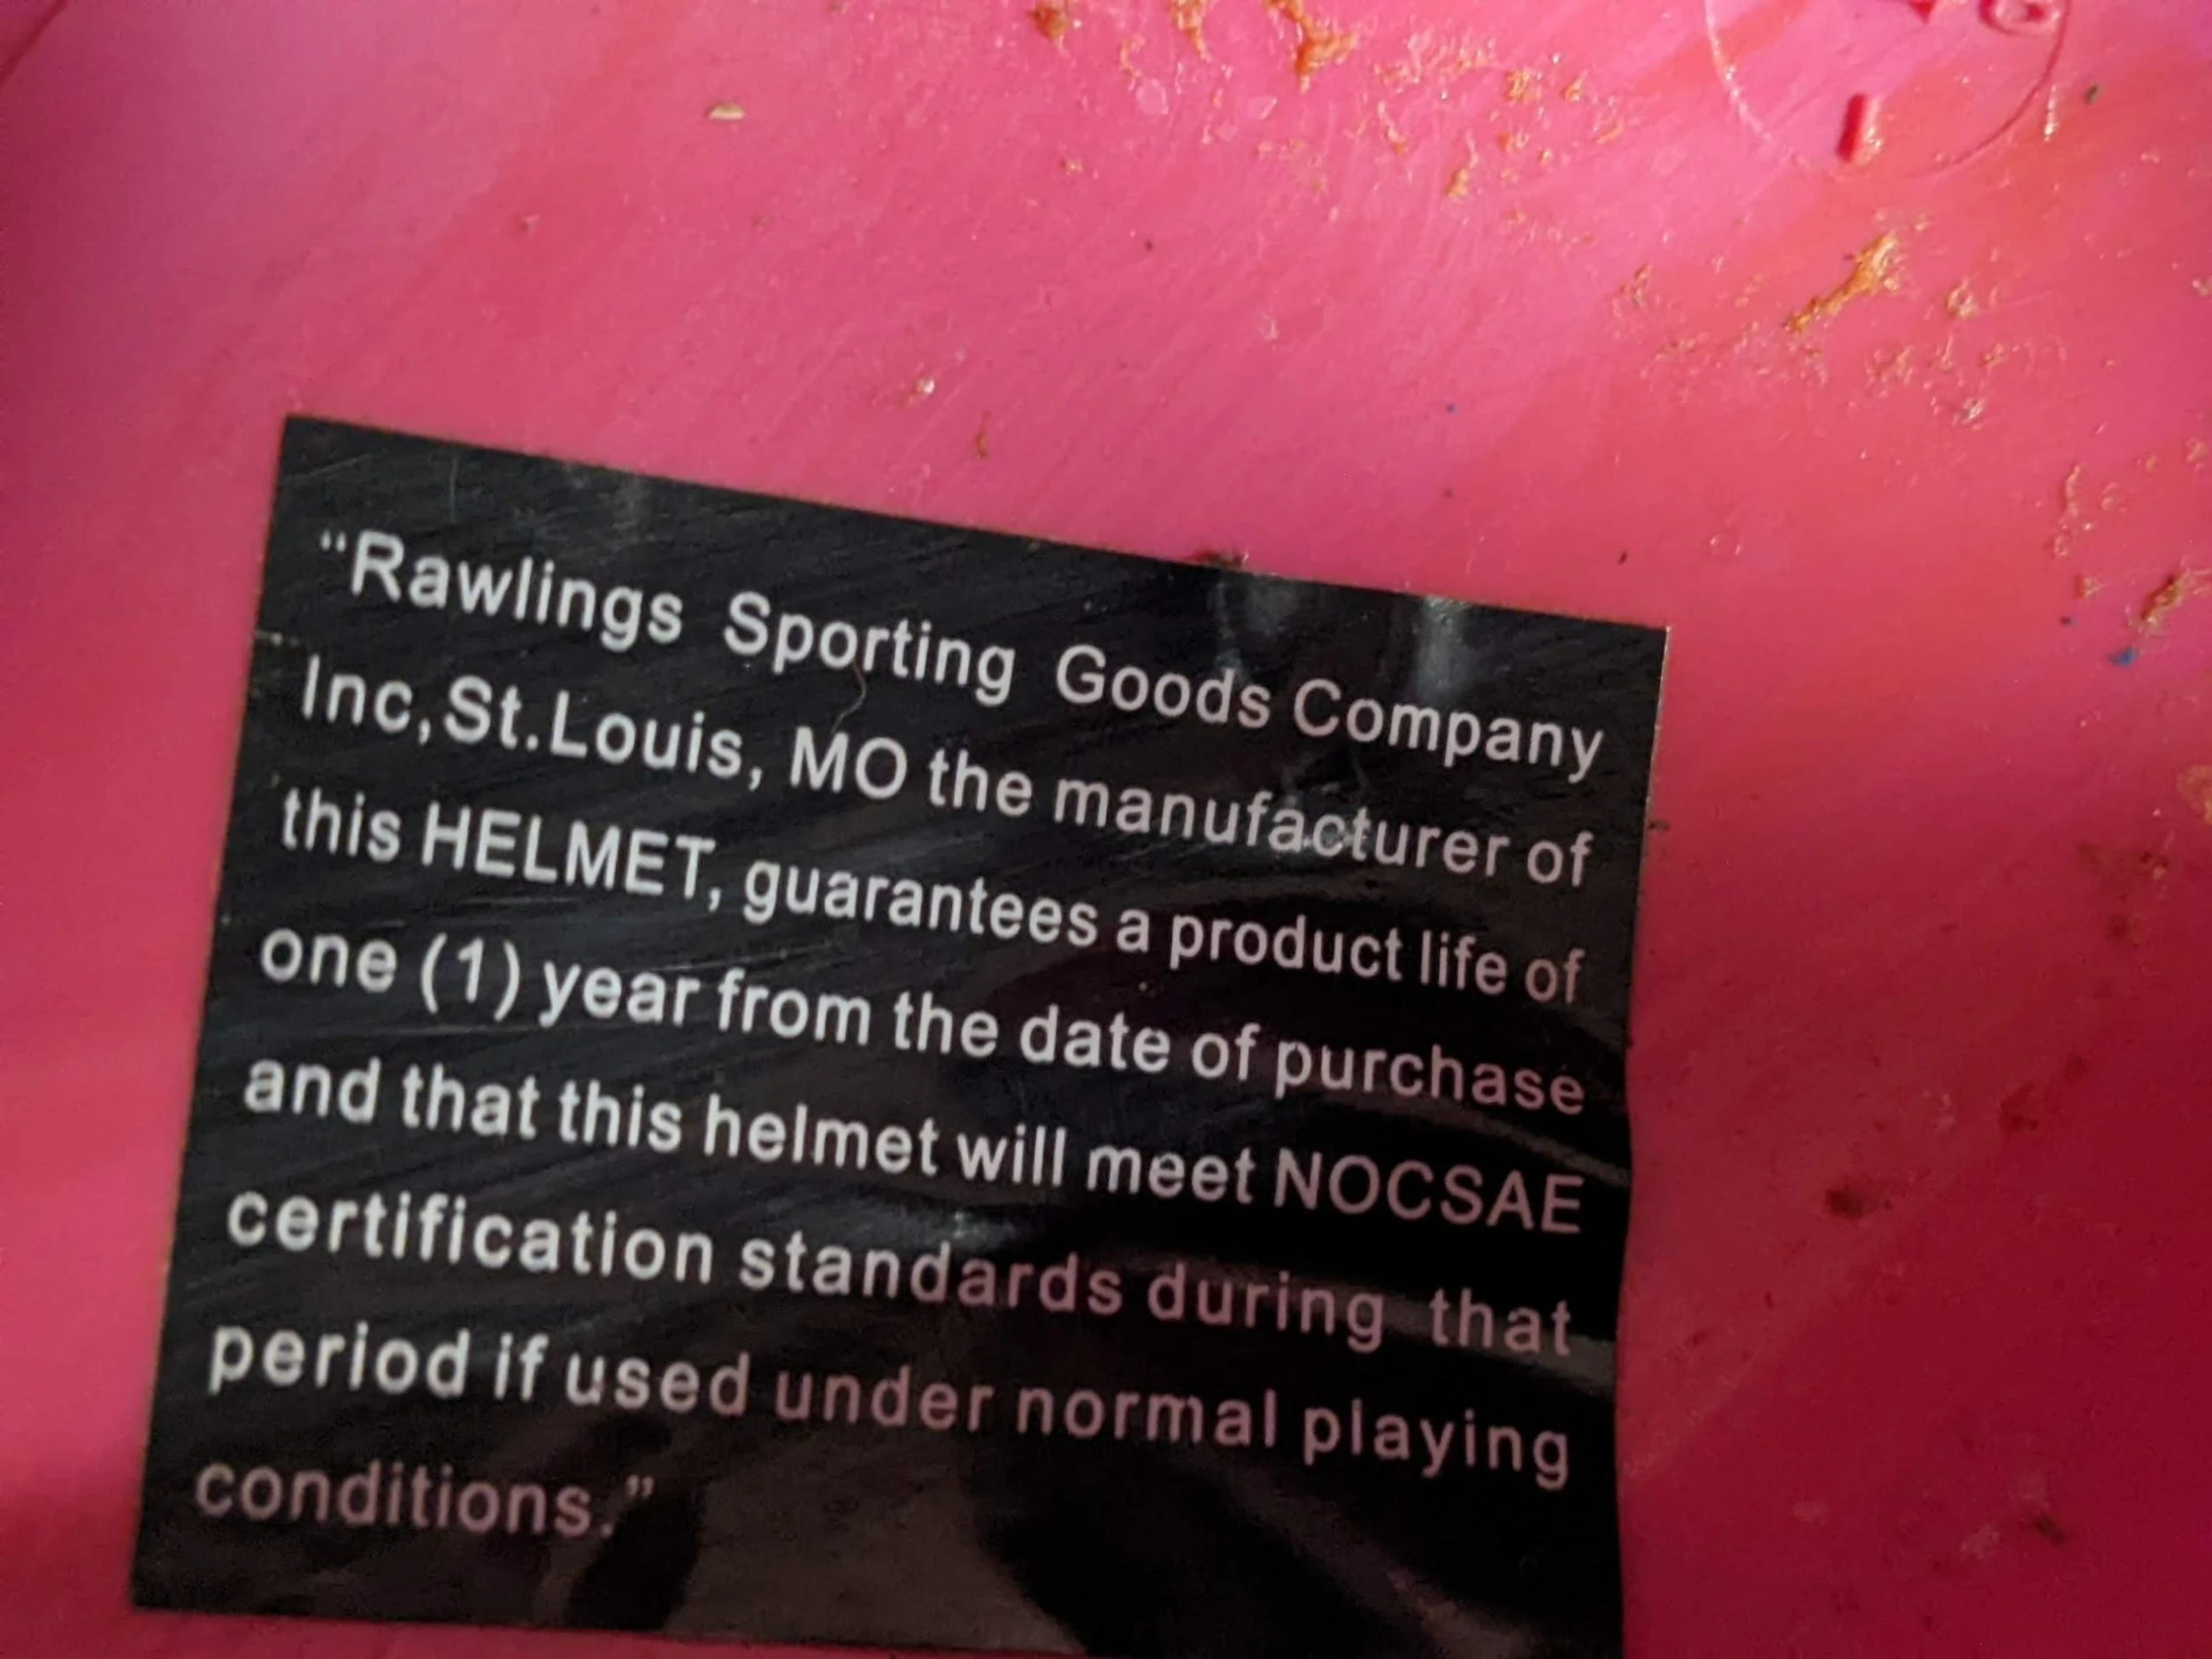 “Rawlings Sporting Goods Company
Inc,St.Louis, MO the manufacturer of
this HELMET, guarantees a product life of
one (1) year from the date of purchase
and that this helmet will meet NOCSAE
certification standards during that
period if used under normal playing
conditions.”